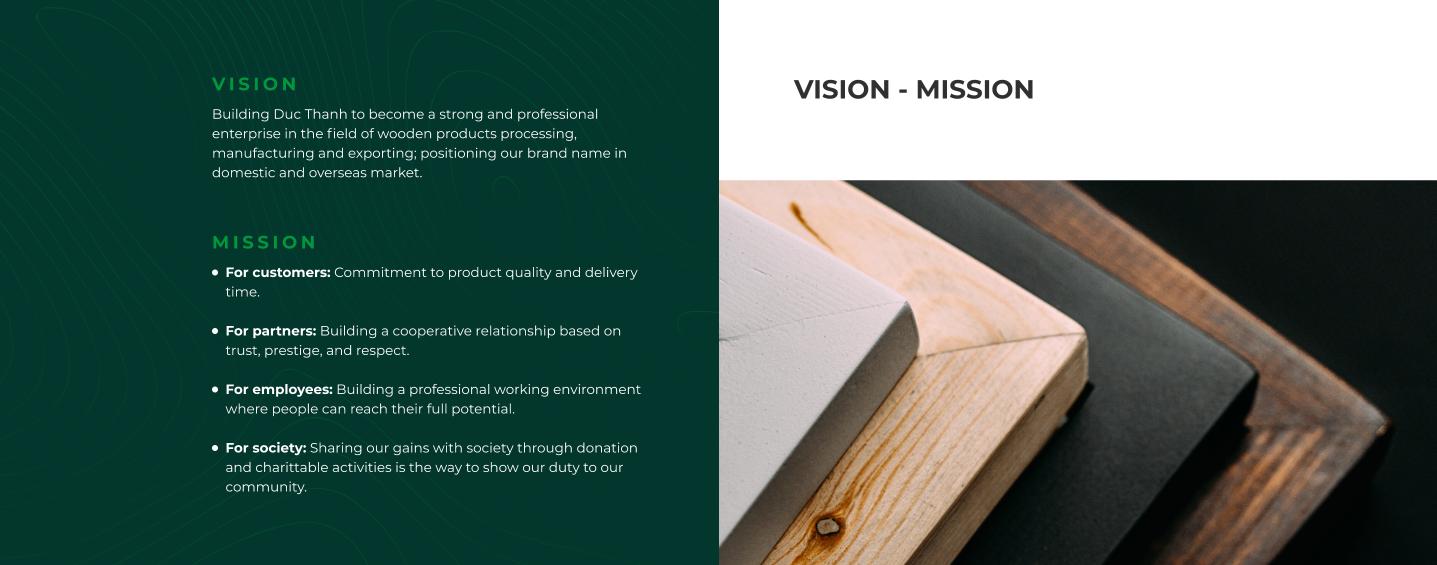 VISION
Building Duc Thanh to become a strong and professional
enterprise in the field of wooden products processing,
manufacturing and exporting; positioning our brand name in
domestic and overseas market.
MISSION
• For customers: Commitment to product quality and delivery
time.
• For partners: Building a cooperative relationship based on
trust, prestige, and respect.
• For employees: Building a professional working environment
where people can reach their full potential.
• For society: Sharing our gains with society through donation
and charittable activities is the way to show our duty to our
community.
VISION - MISSION